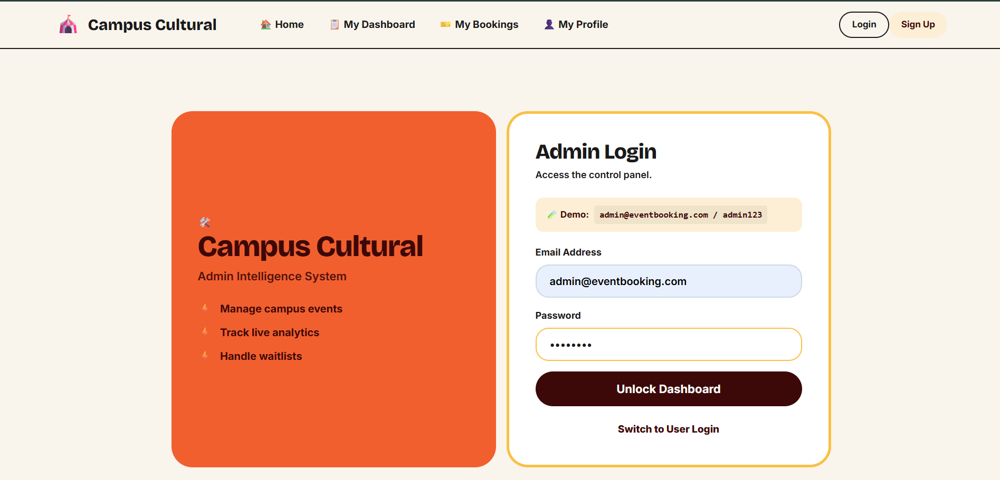 Campus Cultural
Home
My Dashboard
My Bookings
My Profile
Login
Sign Up
Campus Cultural
Admin Intelligence System
Manage campus events
Track live analytics
Handle waitlists
Admin Login
Access the control panel.
Demo: admin@eventbooking.com / admin123
Email Address
admin@eventbooking.com
Password
••••••••
Unlock Dashboard
Switch to User Login